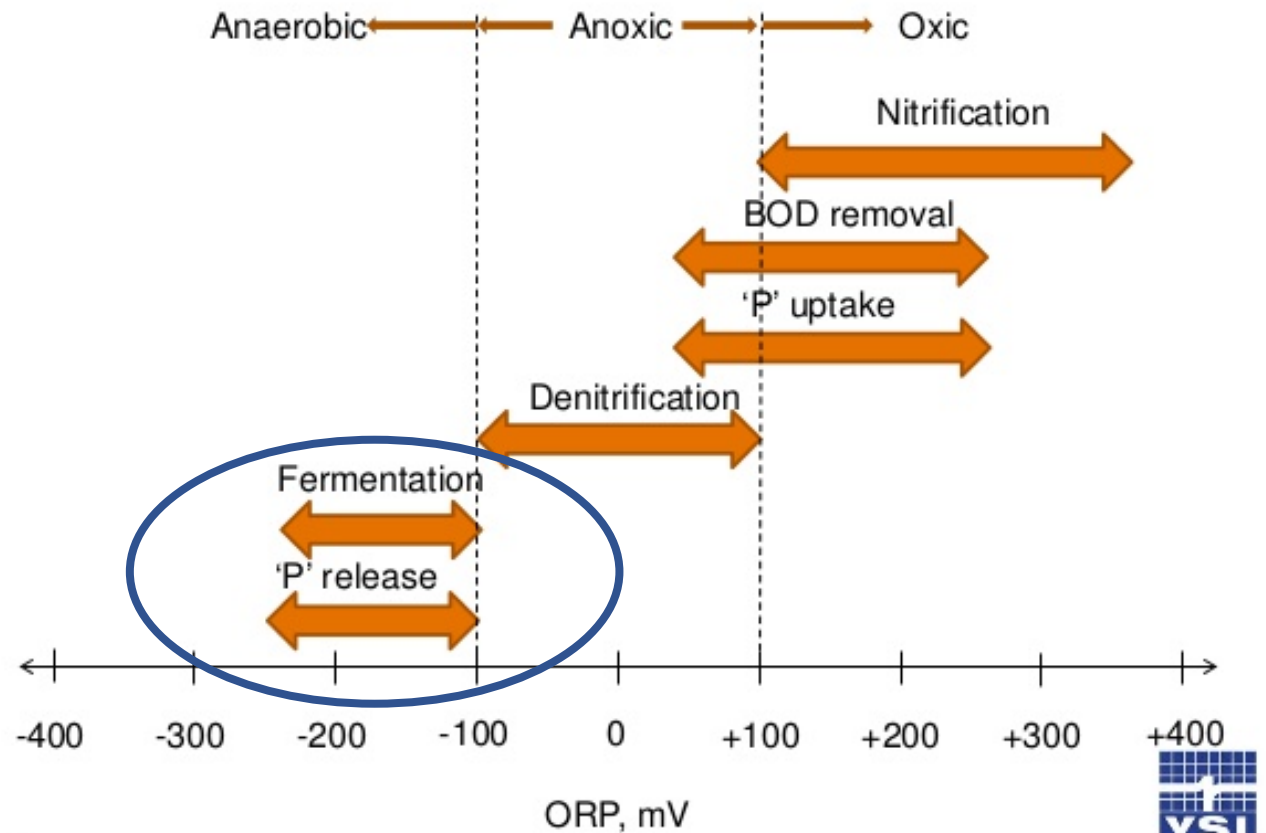 Anaerobic Anoxic Oxic
Nitrification
BOD removal
‘P’ uptake
Denitrification
Fermentation
‘P’ release
-400 -300 -200 -100 0 +100 +200 +300 +400
ORP, mV
YSI